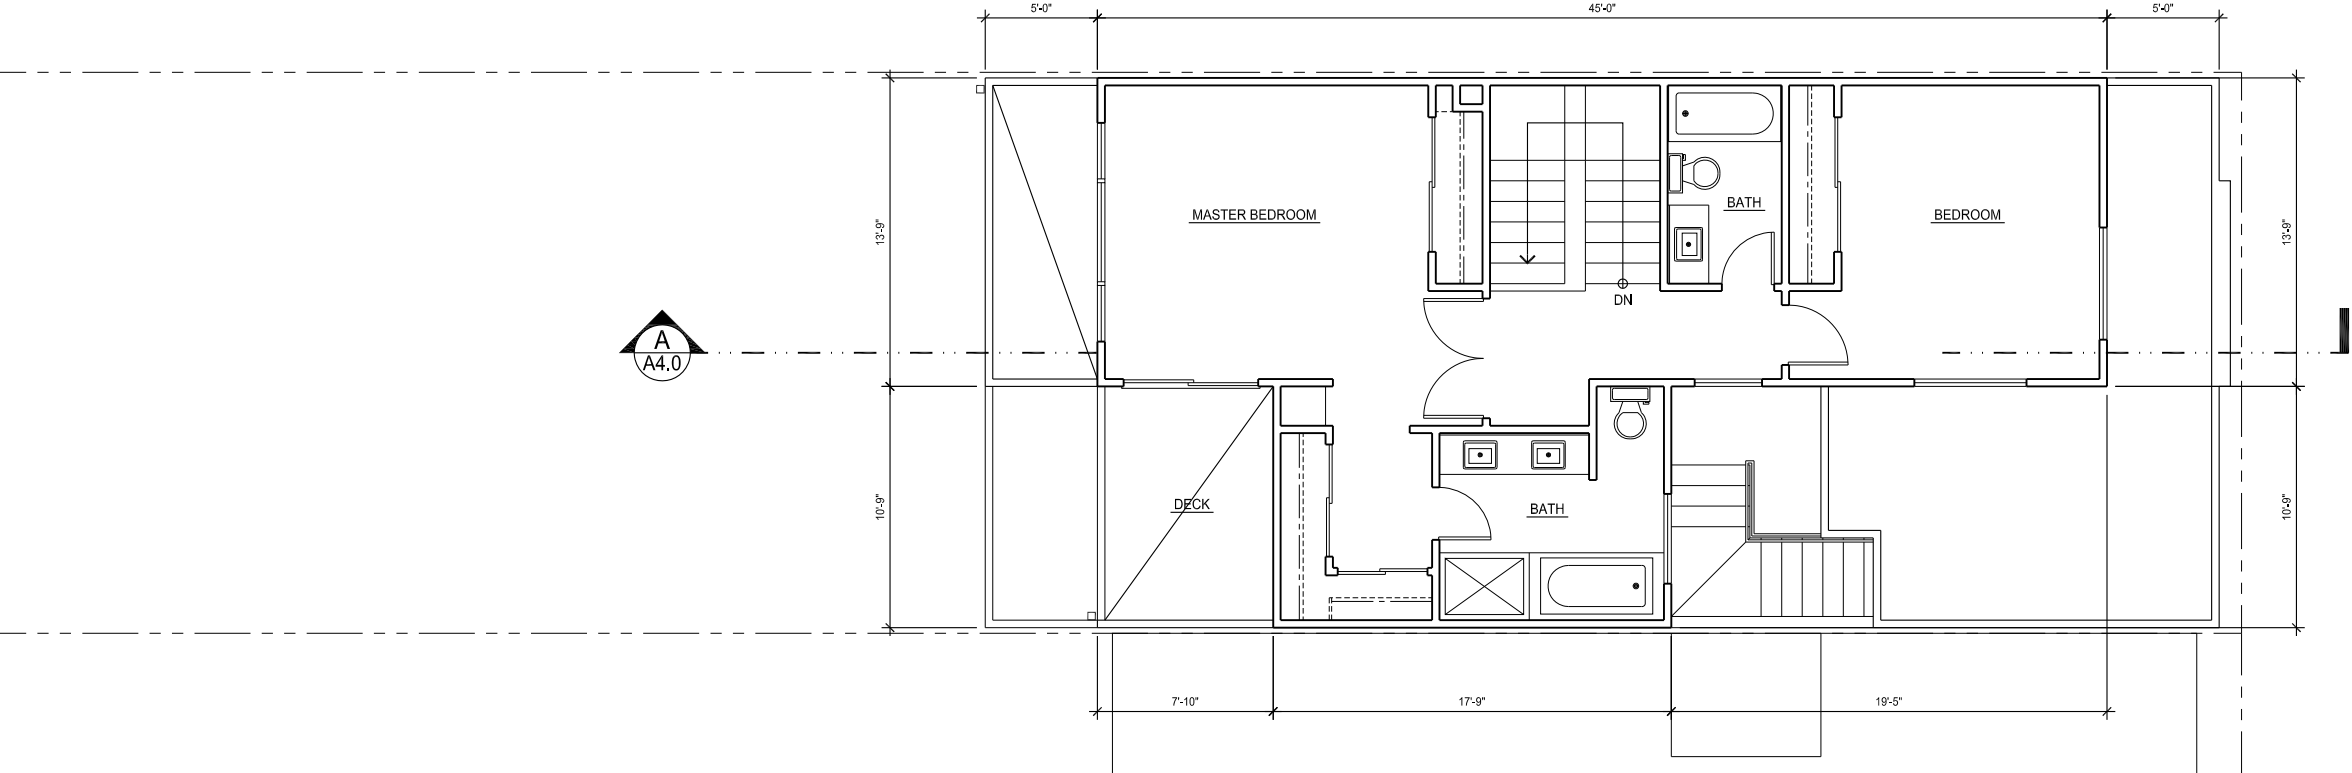 5'-0"
45'-0"
5'-0"
MASTER BEDROOM
BATH
BEDROOM
13'-9"
13'-9"
DN
A
A4.0
DECK
BATH
10'-9"
10'-9"
7'-10"
17'-9"
19'-5"